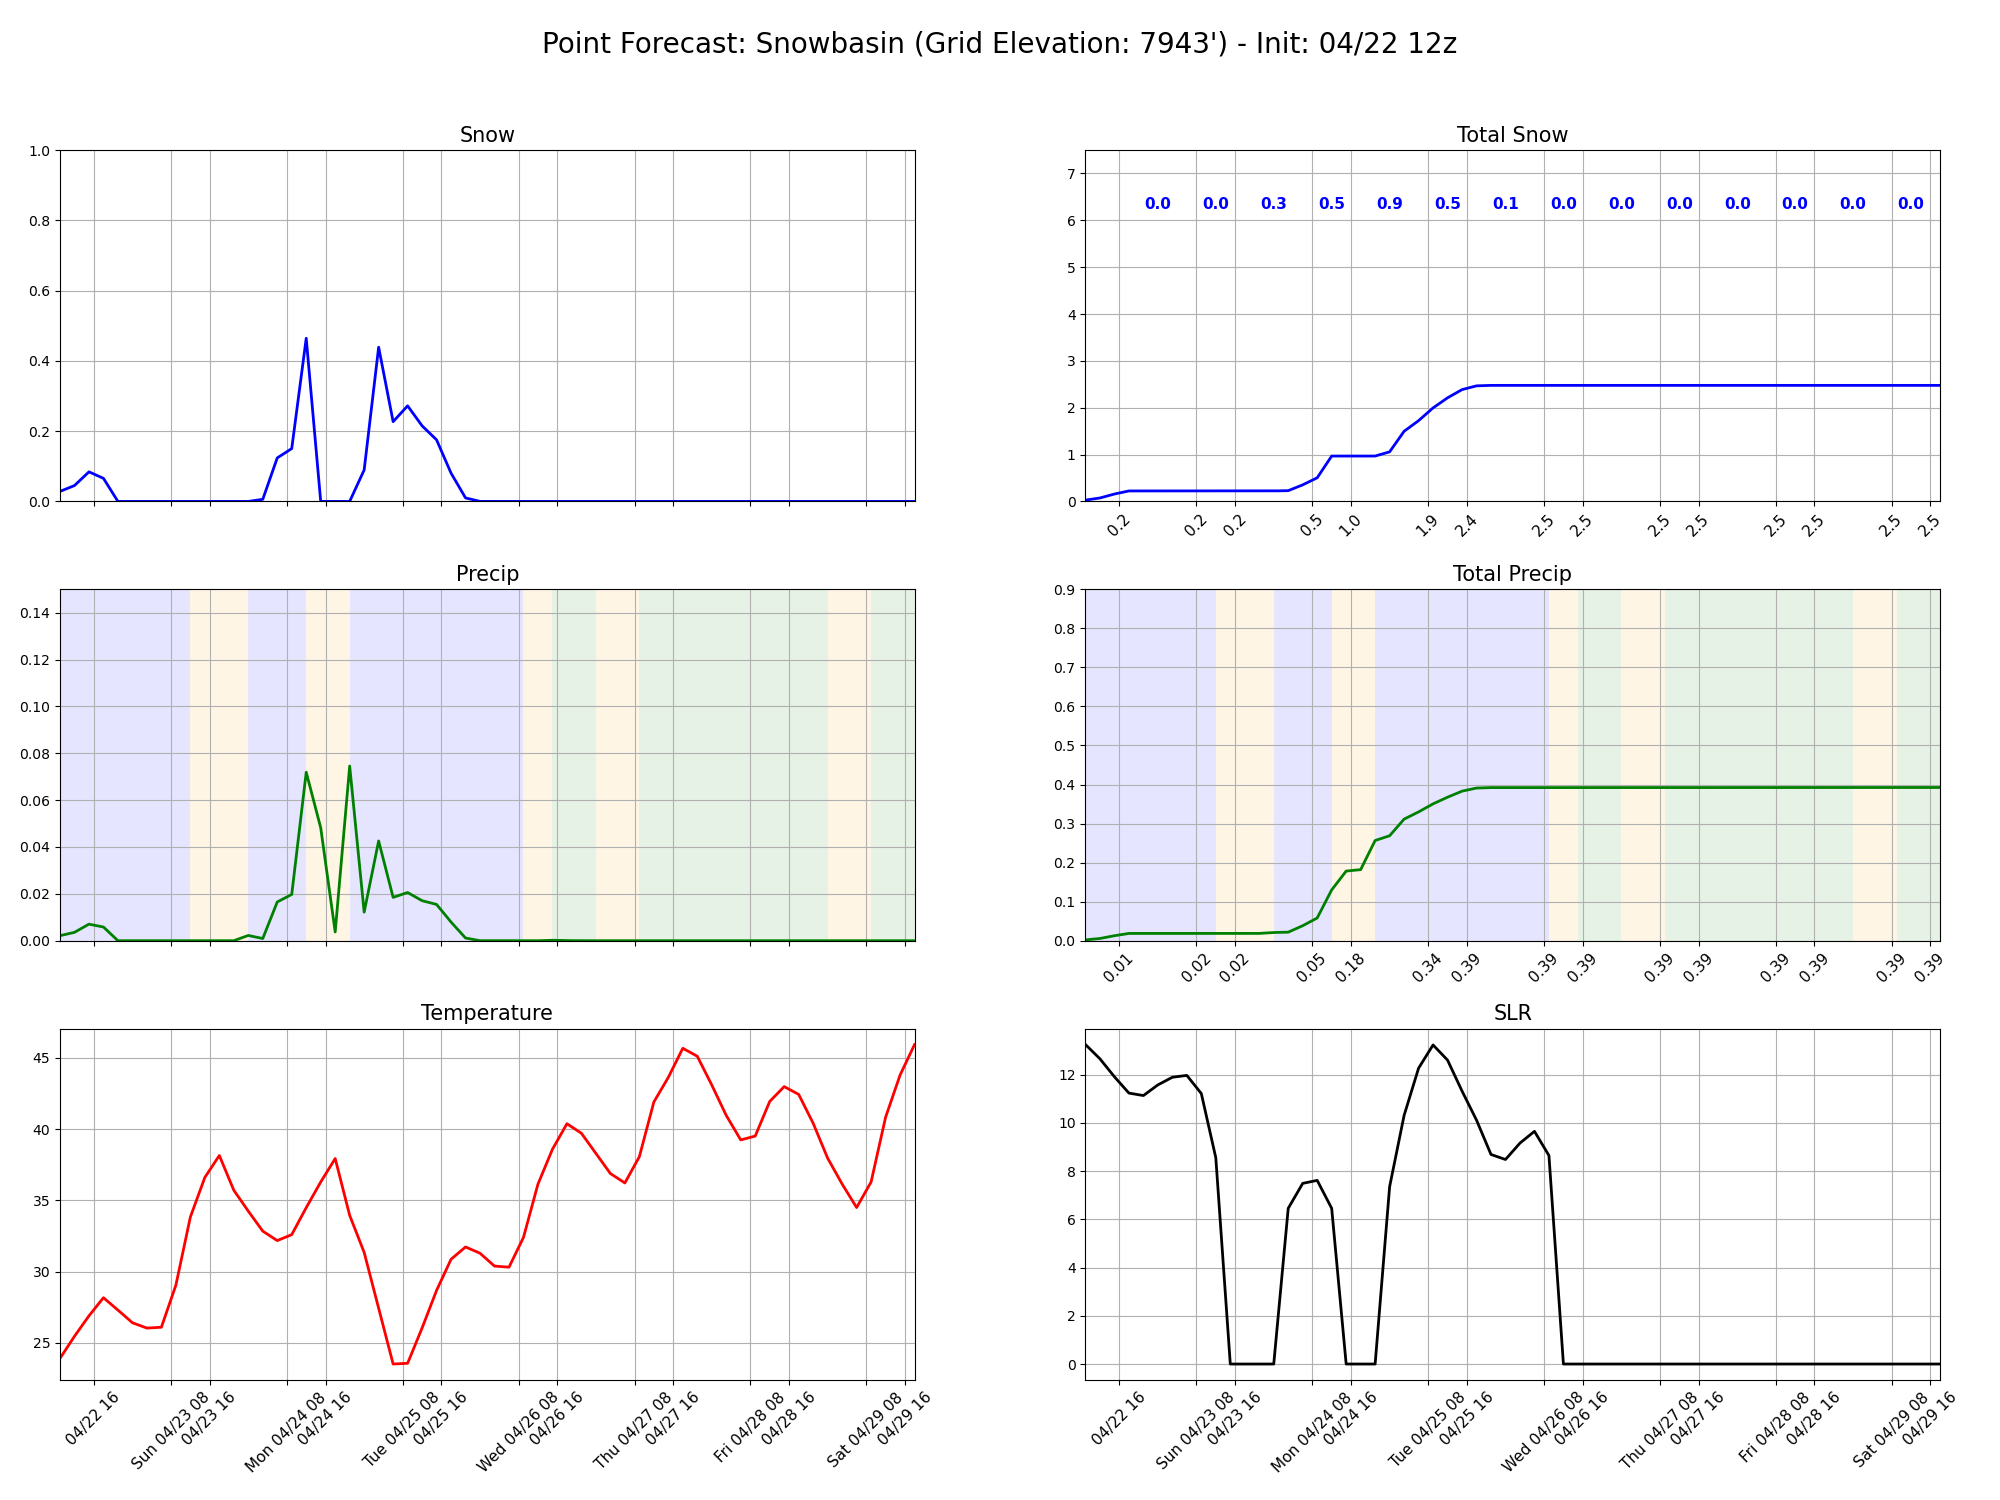 Point Forecast: Snowbasin (Grid Elevation: 7943') - Init: 04/22 12z
Snow
1.0
0.8
0.6
0.4
0.2
0.0
Total Snow
7
6
5
4
3
2
1
0
0.0 0.0 0.3 0.5 0.9 0.5 0.1 0.0 0.0 0.0 0.0 0.0 0.0 0.0
0.2 0.2 0.2 0.5 1.0 1.9 2.4 2.5 2.5 2.5 2.5 2.5 2.5 2.5 2.5
Precip
0.14
0.12
0.10
0.08
0.06
0.04
0.02
0.00
Total Precip
0.9
0.8
0.7
0.6
0.5
0.4
0.3
0.2
0.1
0.0
0.01 0.02 0.02 0.05 0.18 0.34 0.39 0.39 0.39 0.39 0.39 0.39 0.39 0.39 0.39
Temperature
45
40
35
30
25
04/22 16
Sun 04/23 08
04/23 16
Mon 04/24 08
04/24 16
Tue 04/25 08
04/25 16
Wed 04/26 08
04/26 16
Thu 04/27 08
04/27 16
Fri 04/28 08
04/28 16
Sat 04/29 08
04/29 16
SLR
12
10
8
6
4
2
0
04/22 16
Sun 04/23 08
04/23 16
Mon 04/24 08
04/24 16
Tue 04/25 08
04/25 16
Wed 04/26 08
04/26 16
Thu 04/27 08
04/27 16
Fri 04/28 08
04/28 16
Sat 04/29 08
04/29 16